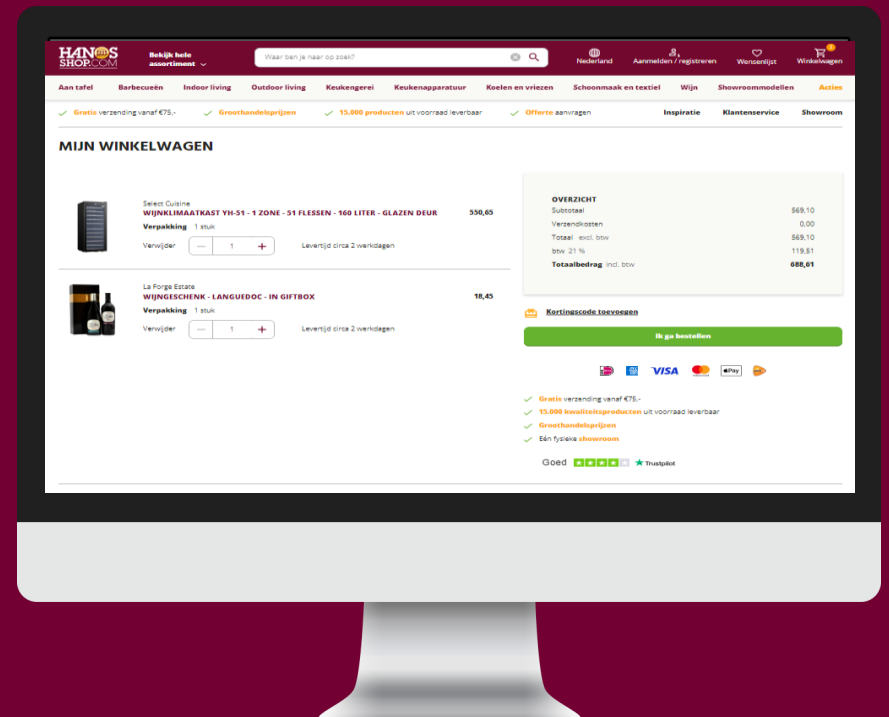 HANOS
SHOP.COM
Bekijk hele
assortiment
Waar ben je naar op zoek?
Nederland
Aanmelden / registreren
Wensenlijst
Winkelwagen
Aan tafel Barbecueën Indoor living Outdoor living Keukengerei Keukenapparatuur Koelen en vriezen Schoonmaak en textiel Wijn Showroommodellen Acties
Gratis verzending vanaf €75,- Groothandelsprijzen 15.000 producten uit voorraad leverbaar Offerte aanvragen Inspiratie Klantenservice Showroom
MIJN WINKELWAGEN
Select Cuisine
WIJNKLIMAATKAST YH-51 - 1 ZONE - 51 FLESSEN - 160 LITER - GLAZEN DEUR 550,65
Verpakking 1 stuk
Verwijder — 1 + Levertijd circa 2 werkdagen
La Forge Estate
WIJNGESCHENK - LANGUEDOC - IN GIFTBOX 18,45
Verpakking 1 stuk
Verwijder — 1 + Levertijd circa 2 werkdagen
OVERZICHT
Subtotaal 569,10
Verzendkosten 0,00
Totaal excl. btw 569,10
btw 21 % 119,51
Totaalbedrag incl. btw 688,61
Kortingscode toevoegen
Ik ga bestellen
VISA Pay
Gratis verzending vanaf €75,-
15.000 kwaliteitsproducten uit voorraad leverbaar
Groothandelsprijzen
Eén fysieke showroom
Goed Trustpilot